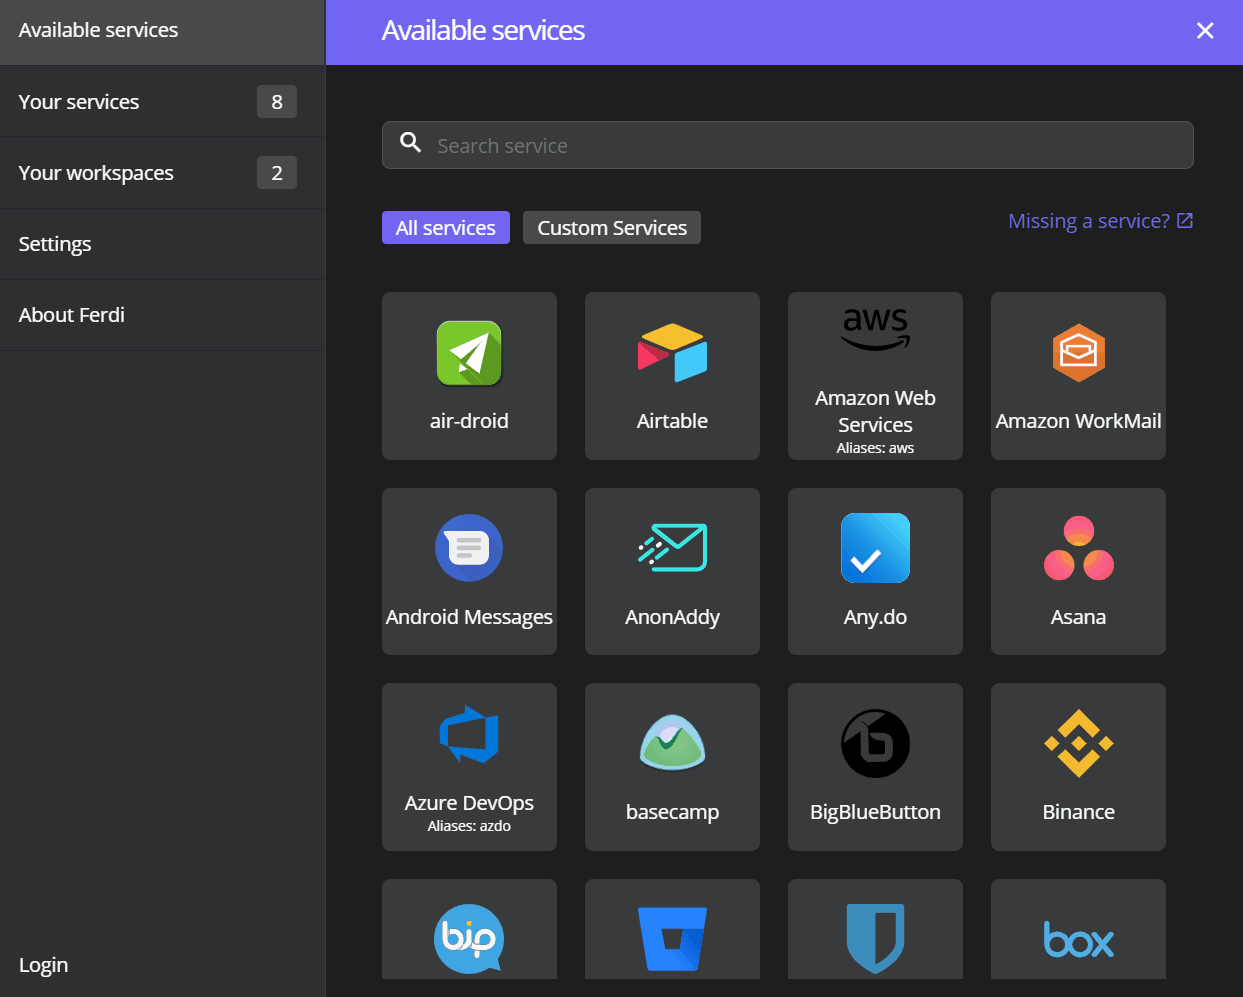 Available services
Your services 8
Your workspaces 2
Settings
About Ferdi
Login
Available services
Search service
All services Custom Services Missing a service?
air-droid
Airtable
aws
Amazon Web
Services
Aliases: aws
Amazon WorkMail
Android Messages
AnonAddy
Any.do
Asana
Azure DevOps
Aliases: azdo
basecamp
b
BigBlueButton
Binance
bip
box